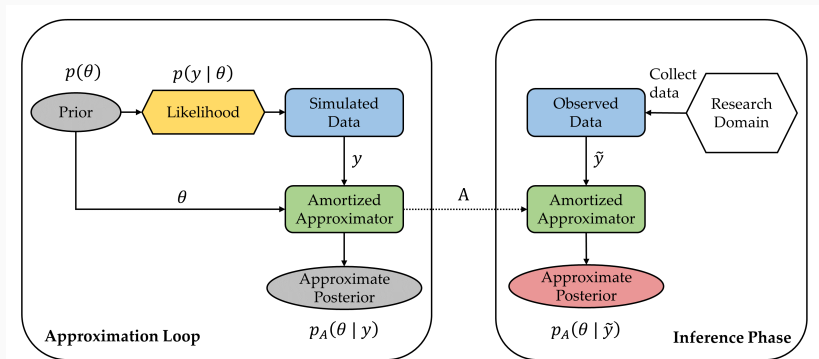 p(θ)
p(y | θ)
Prior
Likelihood
Simulated
Data
y
θ
Amortized
Approximator
Approximate
Posterior
p_A(θ | y)
Approximation Loop
A
Observed
Data
Collect
data
Research
Domain
ỹ
Amortized
Approximator
Approximate
Posterior
p_A(θ | ỹ)
Inference Phase